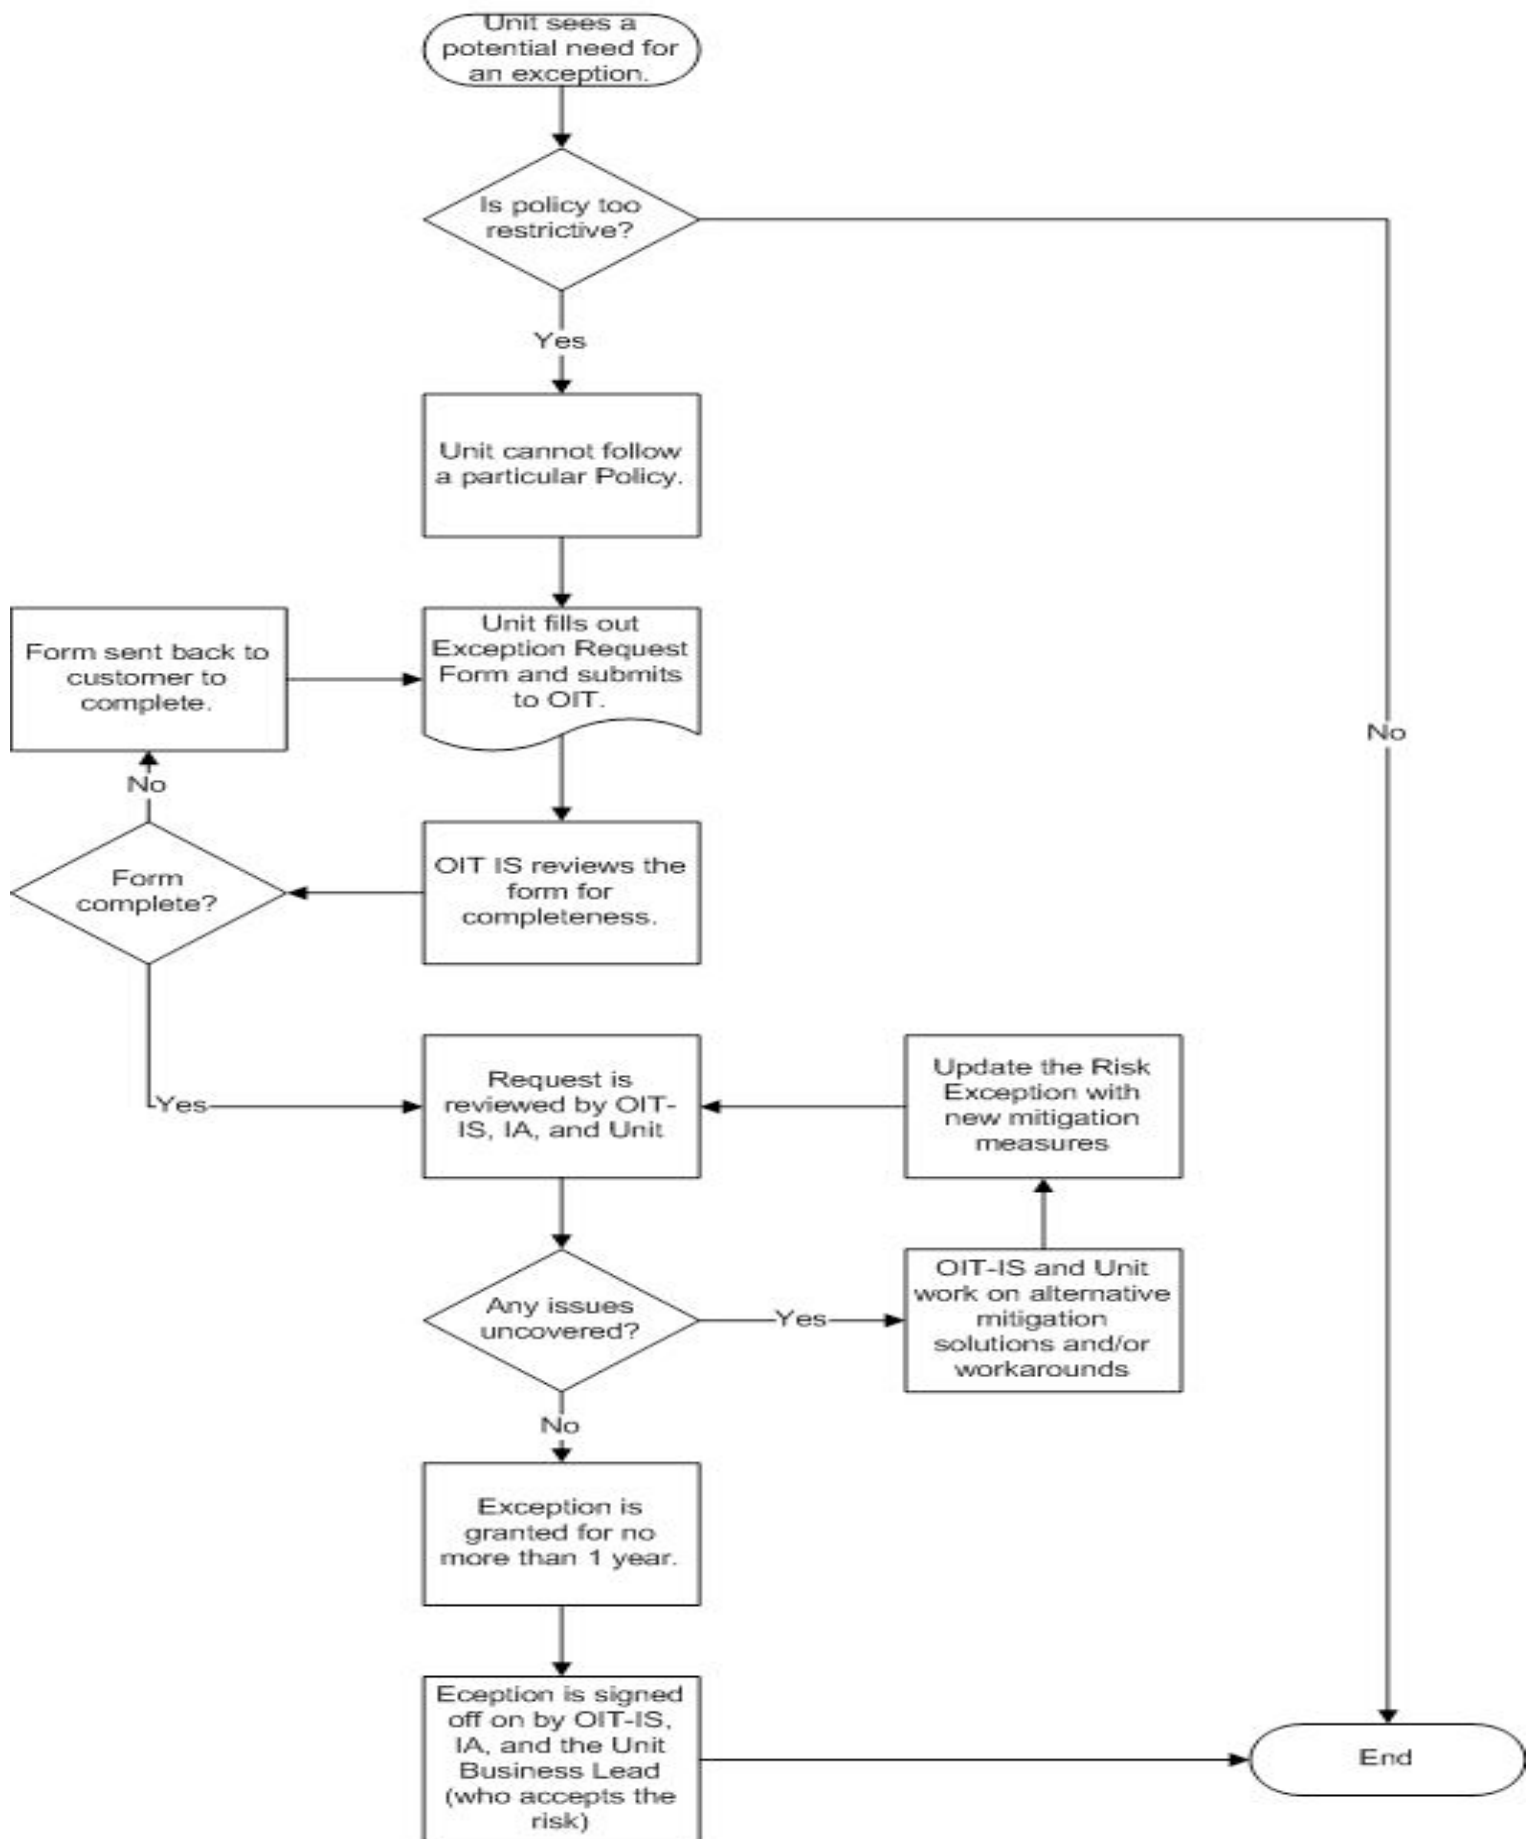 Unit sees a
potential need for
an exception.
Is policy too
restrictive?
Yes
Unit cannot follow
a particular Policy.
Form sent back to
customer to
complete.
Unit fills out
Exception Request
Form and submits
to OIT.
No
No
Form
complete?
OIT IS reviews the
form for
completeness.
Yes
Request is
reviewed by OIT-
IS, IA, and Unit
Update the Risk
Exception with
new mitigation
measures
Any issues
uncovered?
Yes
OIT-IS and Unit
work on alternative
mitigation
solutions and/or
workarounds
No
Exception is
granted for no
more than 1 year.
Eception is signed
off on by OIT-IS,
IA, and the Unit
Business Lead
(who accepts the
risk)
End